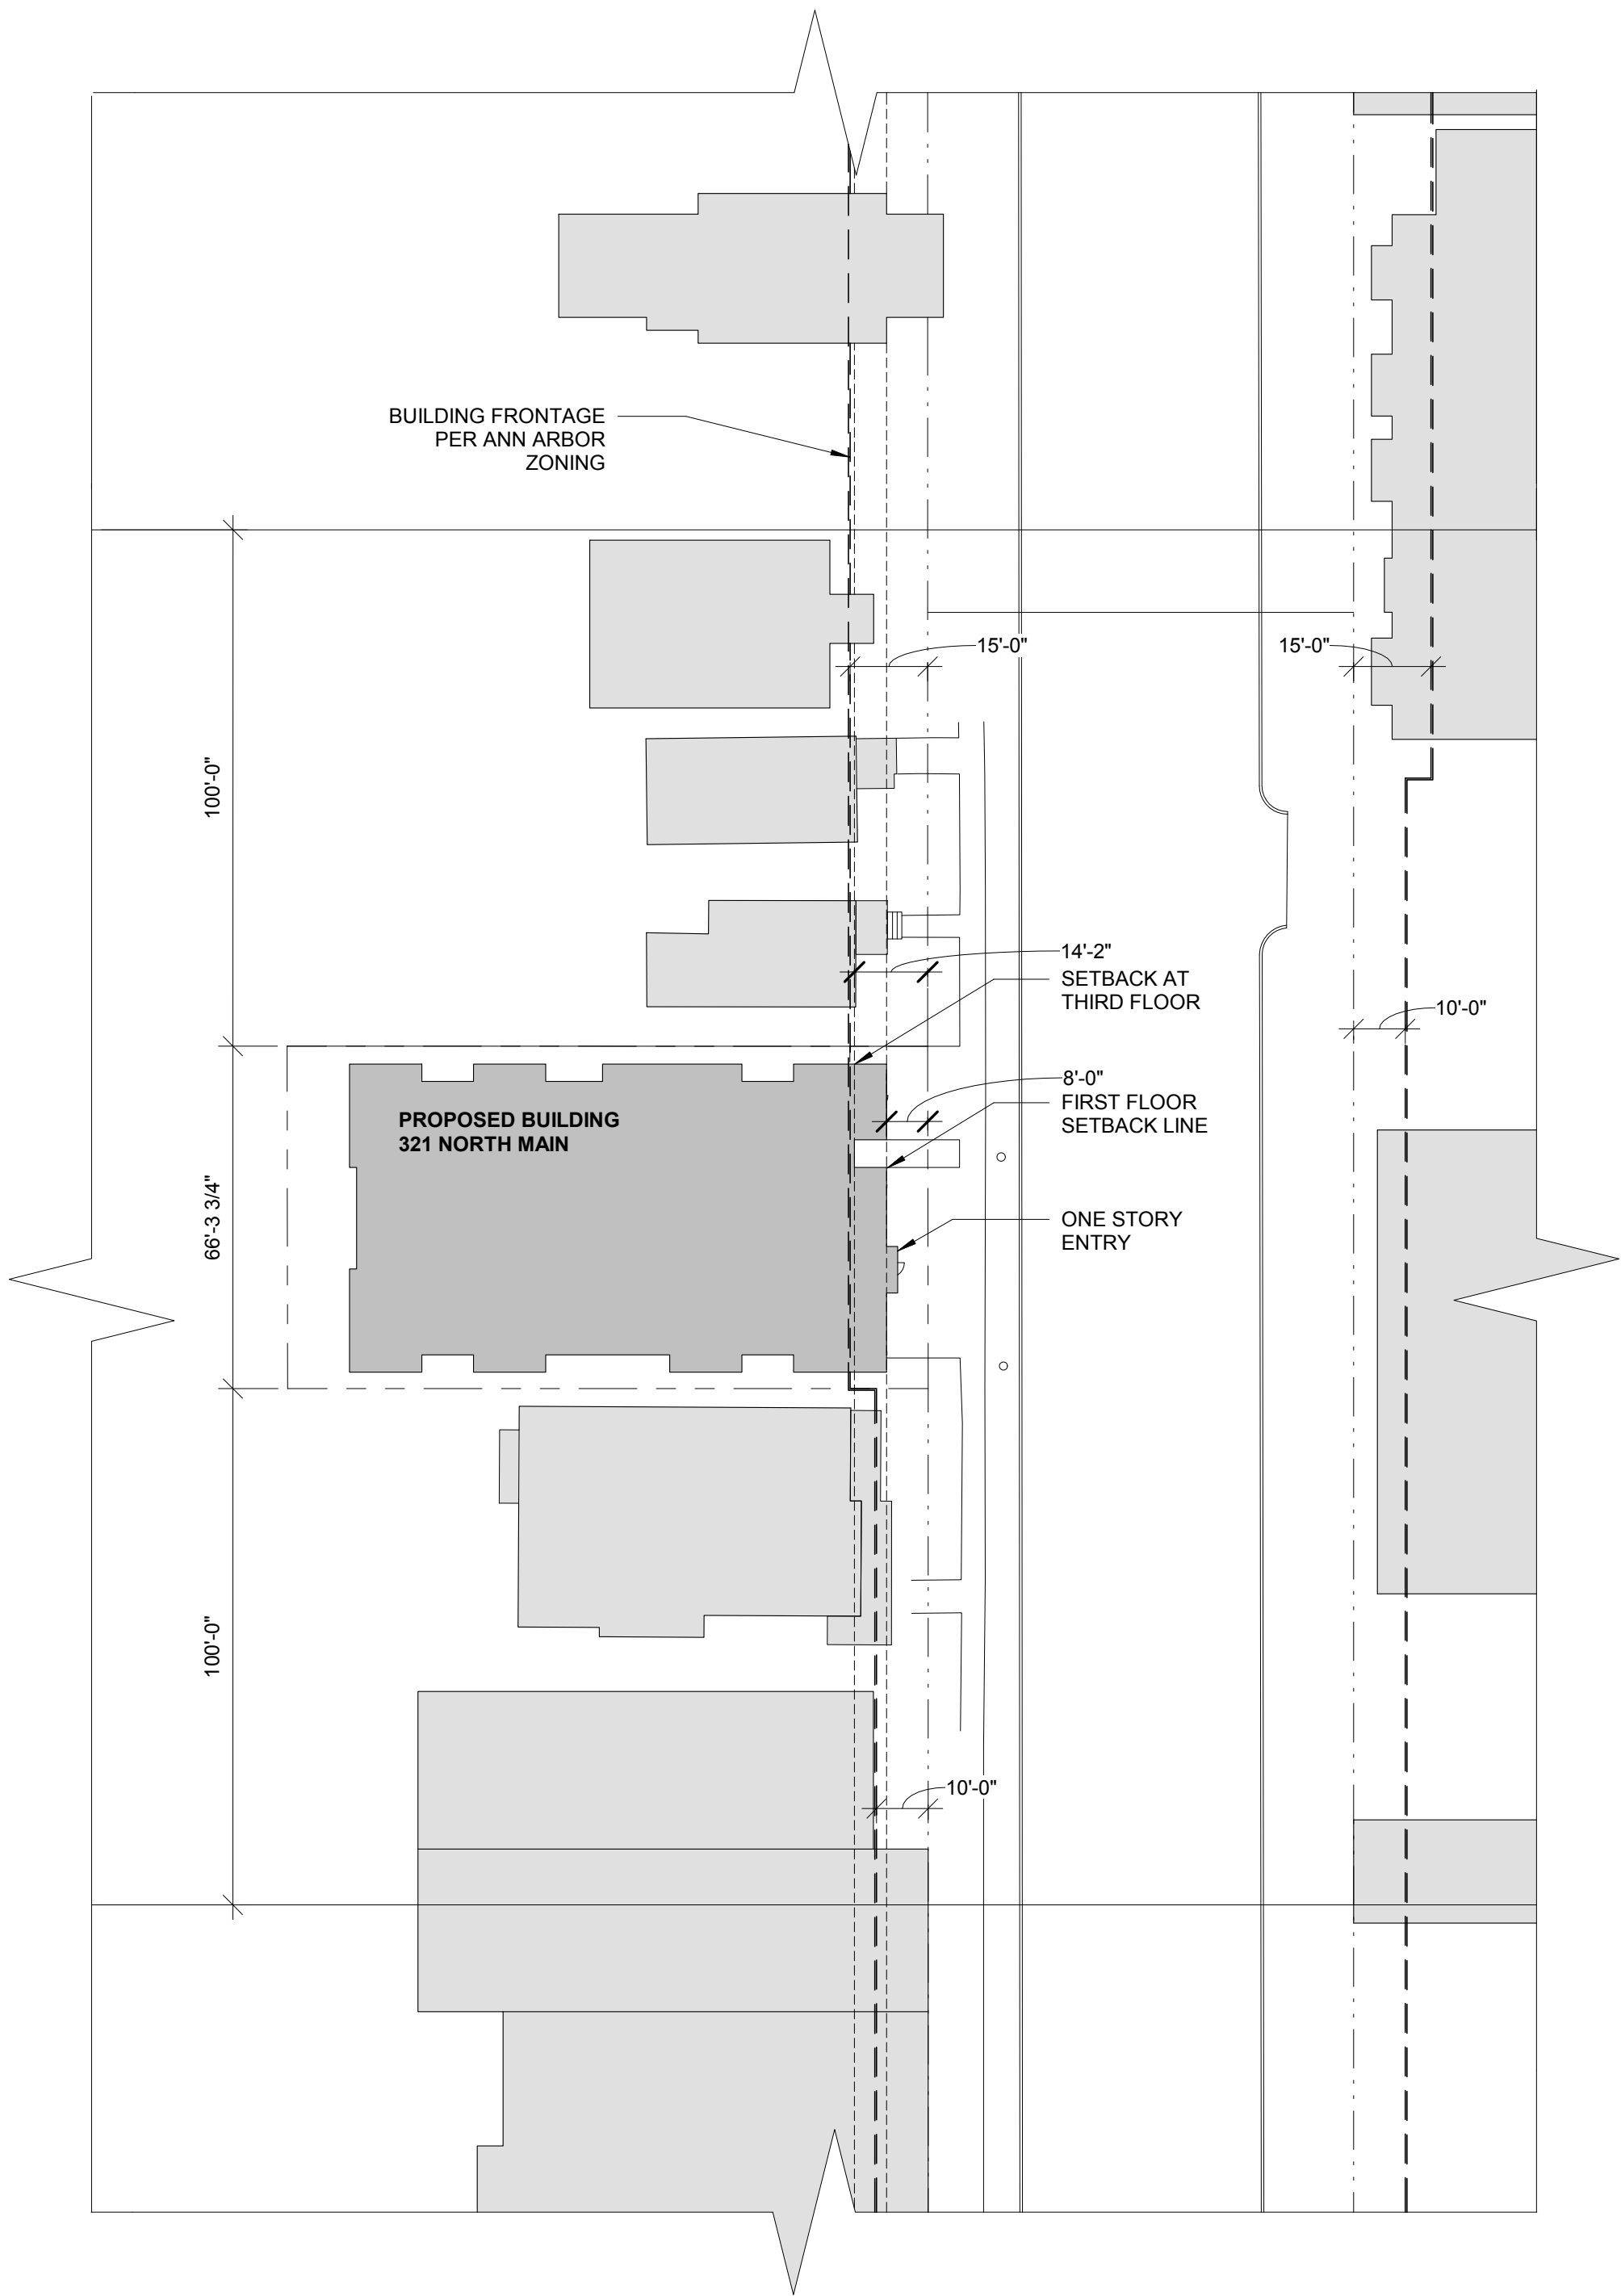 BUILDING FRONTAGE
PER ANN ARBOR
ZONING
15'-0"
15'-0"
100'-0"
14'-2"
SETBACK AT
THIRD FLOOR
10'-0"
8'-0"
FIRST FLOOR
SETBACK LINE
PROPOSED BUILDING
321 NORTH MAIN
66'-3 3/4"
ONE STORY
ENTRY
100'-0"
10'-0"